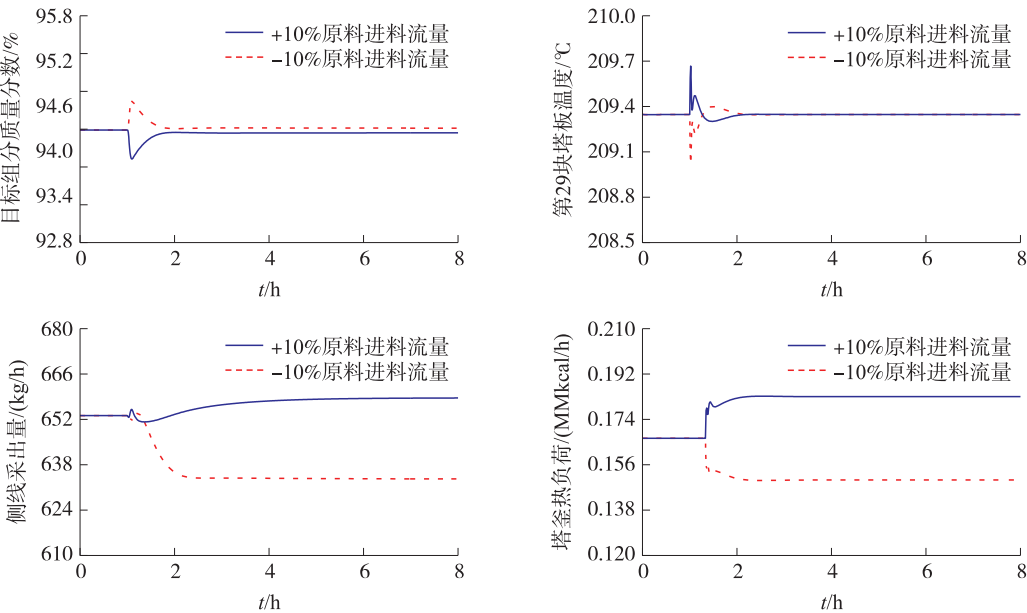 目标组分质量分数/%
95.8
95.2
94.6
94.0
93.4
92.8
+10%原料进料流量
−10%原料进料流量
0 2 4 6 8
t/h
第29块塔板温度/℃
210.0
209.7
209.4
209.1
208.8
208.5
+10%原料进料流量
−10%原料进料流量
0 2 4 6 8
t/h
侧线采出量/(kg/h)
680
666
652
638
624
610
+10%原料进料流量
−10%原料进料流量
0 2 4 6 8
t/h
塔釜热负荷/(MMkcal/h)
0.210
0.192
0.174
0.156
0.138
0.120
+10%原料进料流量
−10%原料进料流量
0 2 4 6 8
t/h